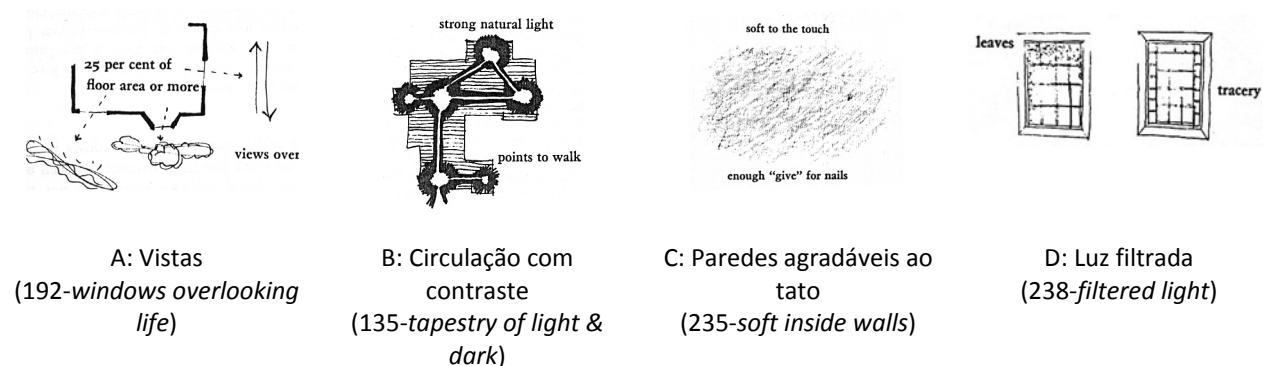 25 per cent of
floor area or more
views over
strong natural light
points to walk
soft to the touch
enough “give” for nails
leaves
tracery
A: Vistas
(192-windows overlooking
life)
B: Circulação com
contraste
(135-tapestry of light &
dark)
C: Paredes agradáveis ao
tato
(235-soft inside walls)
D: Luz filtrada
(238-filtered light)